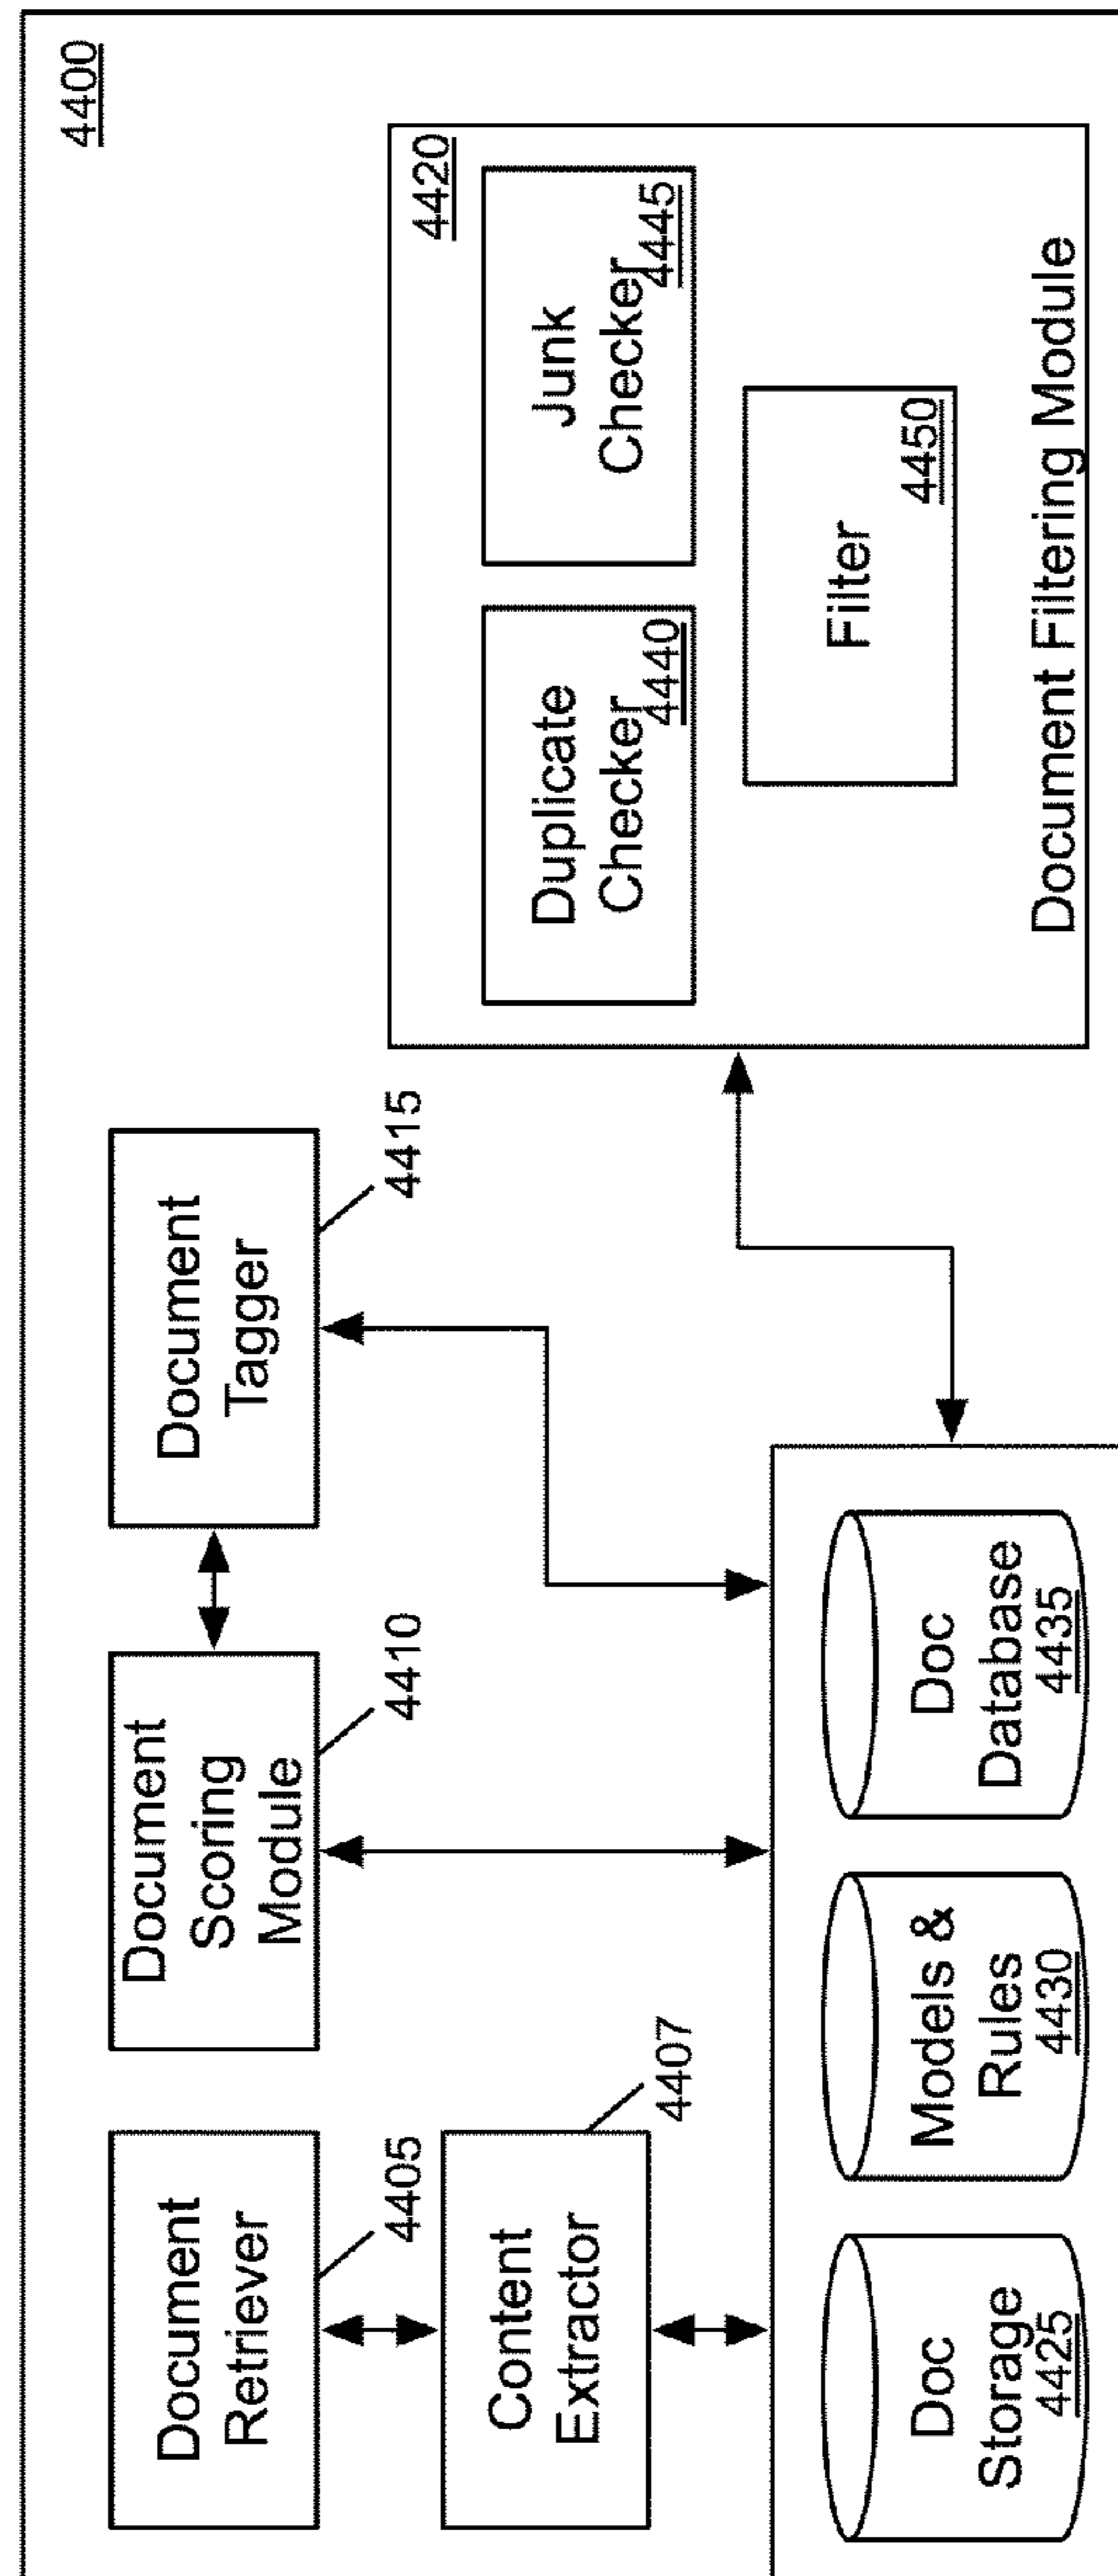 4400
Document
Retriever
4405
Document
Scoring
Module
4410
Document
Tagger
4415
Content
Extractor
4407
4420
Duplicate
Checker
4440
Junk
Checker
4445
Filter
4450
Document Filtering Module
Doc
Storage
4425
Models &
Rules
4430
Doc
Database
4435